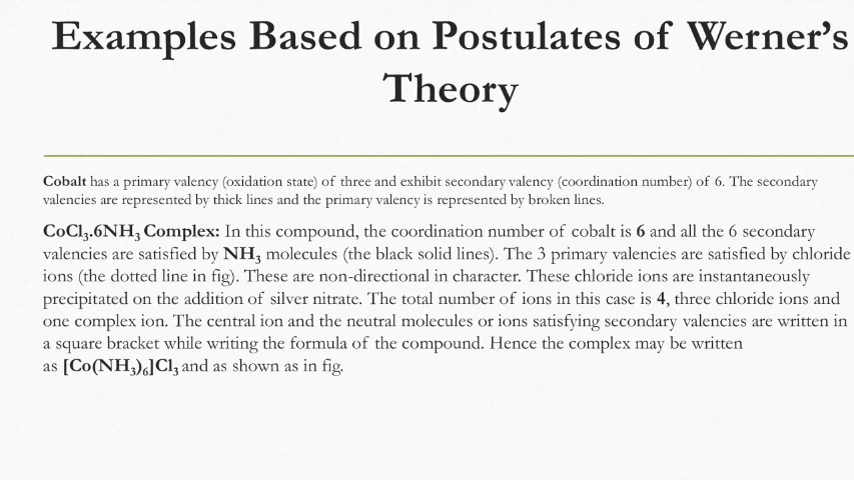 Examples Based on Postulates of Werner’s
Theory
Cobalt has a primary valency (oxidation state) of three and exhibit secondary valency (coordination number) of 6. The secondary
valencies are represented by thick lines and the primary valency is represented by broken lines.
CoCl₃.6NH₃ Complex: In this compound, the coordination number of cobalt is 6 and all the 6 secondary
valencies are satisfied by NH₃ molecules (the black solid lines). The 3 primary valencies are satisfied by chloride
ions (the dotted line in fig). These are non-directional in character. These chloride ions are instantaneously
precipitated on the addition of silver nitrate. The total number of ions in this case is 4, three chloride ions and
one complex ion. The central ion and the neutral molecules or ions satisfying secondary valencies are written in
a square bracket while writing the formula of the compound. Hence the complex may be written
as [Co(NH₃)₆]Cl₃ and as shown as in fig.